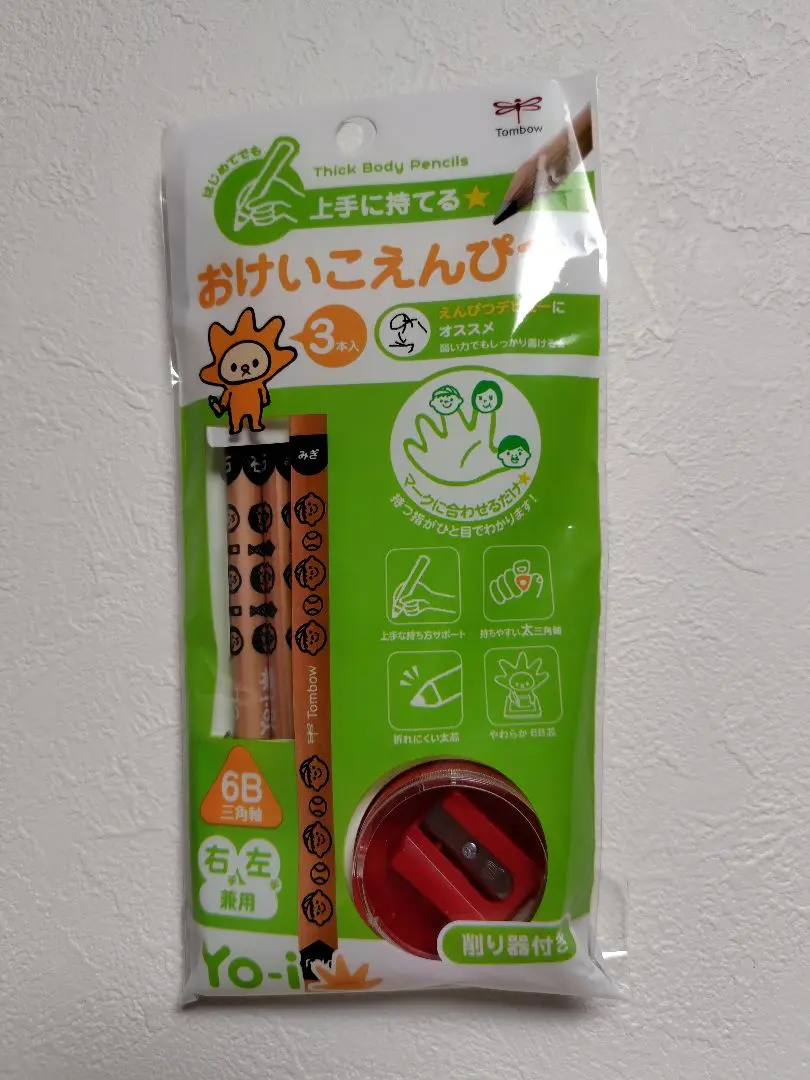 Tombow
はじめてでも
Thick Body Pencils
上手に持てる
おけいこえんぴ
3本入
えんぴつデビューに
オススメ
弱い力でもしっかり書ける
みぎ
マークに合わせるだけ
持つ指がひと目でわかります!
上手な持ち方サポート
持ちやすい太三角軸
折れにくい太芯
やわらか 6B芯
Tombow
Yo-i
6B
三角軸
右手 左手
兼用
削り器付き
Yo-i